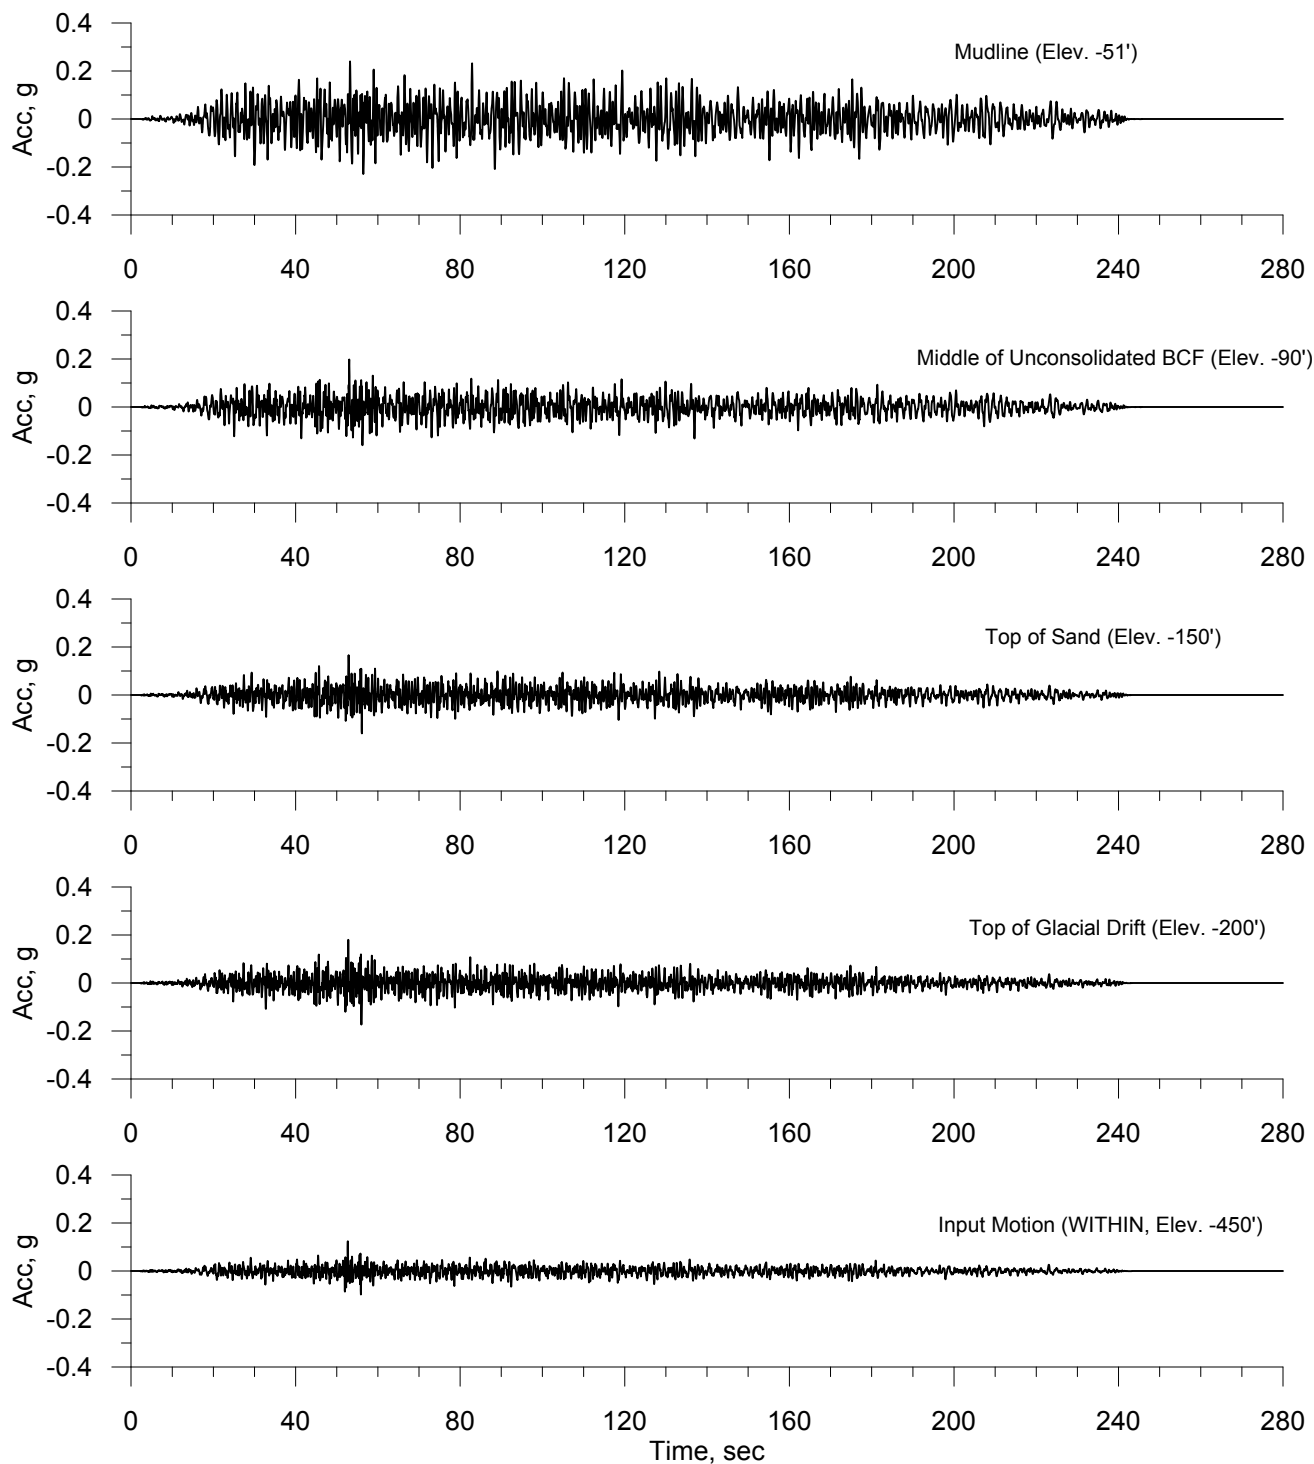 0.4
Mudline (Elev. -51')
0.2
0
-0.2
-0.4
Acc, g
0 40 80 120 160 200 240 280
0.4
Middle of Unconsolidated BCF (Elev. -90')
0.2
0
-0.2
-0.4
Acc, g
0 40 80 120 160 200 240 280
0.4
Top of Sand (Elev. -150')
0.2
0
-0.2
-0.4
Acc, g
0 40 80 120 160 200 240 280
0.4
Top of Glacial Drift (Elev. -200')
0.2
0
-0.2
-0.4
Acc, g
0 40 80 120 160 200 240 280
0.4
Input Motion (WITHIN, Elev. -450')
0.2
0
-0.2
-0.4
Acc, g
0 40 80 120 160 200 240 280
Time, sec